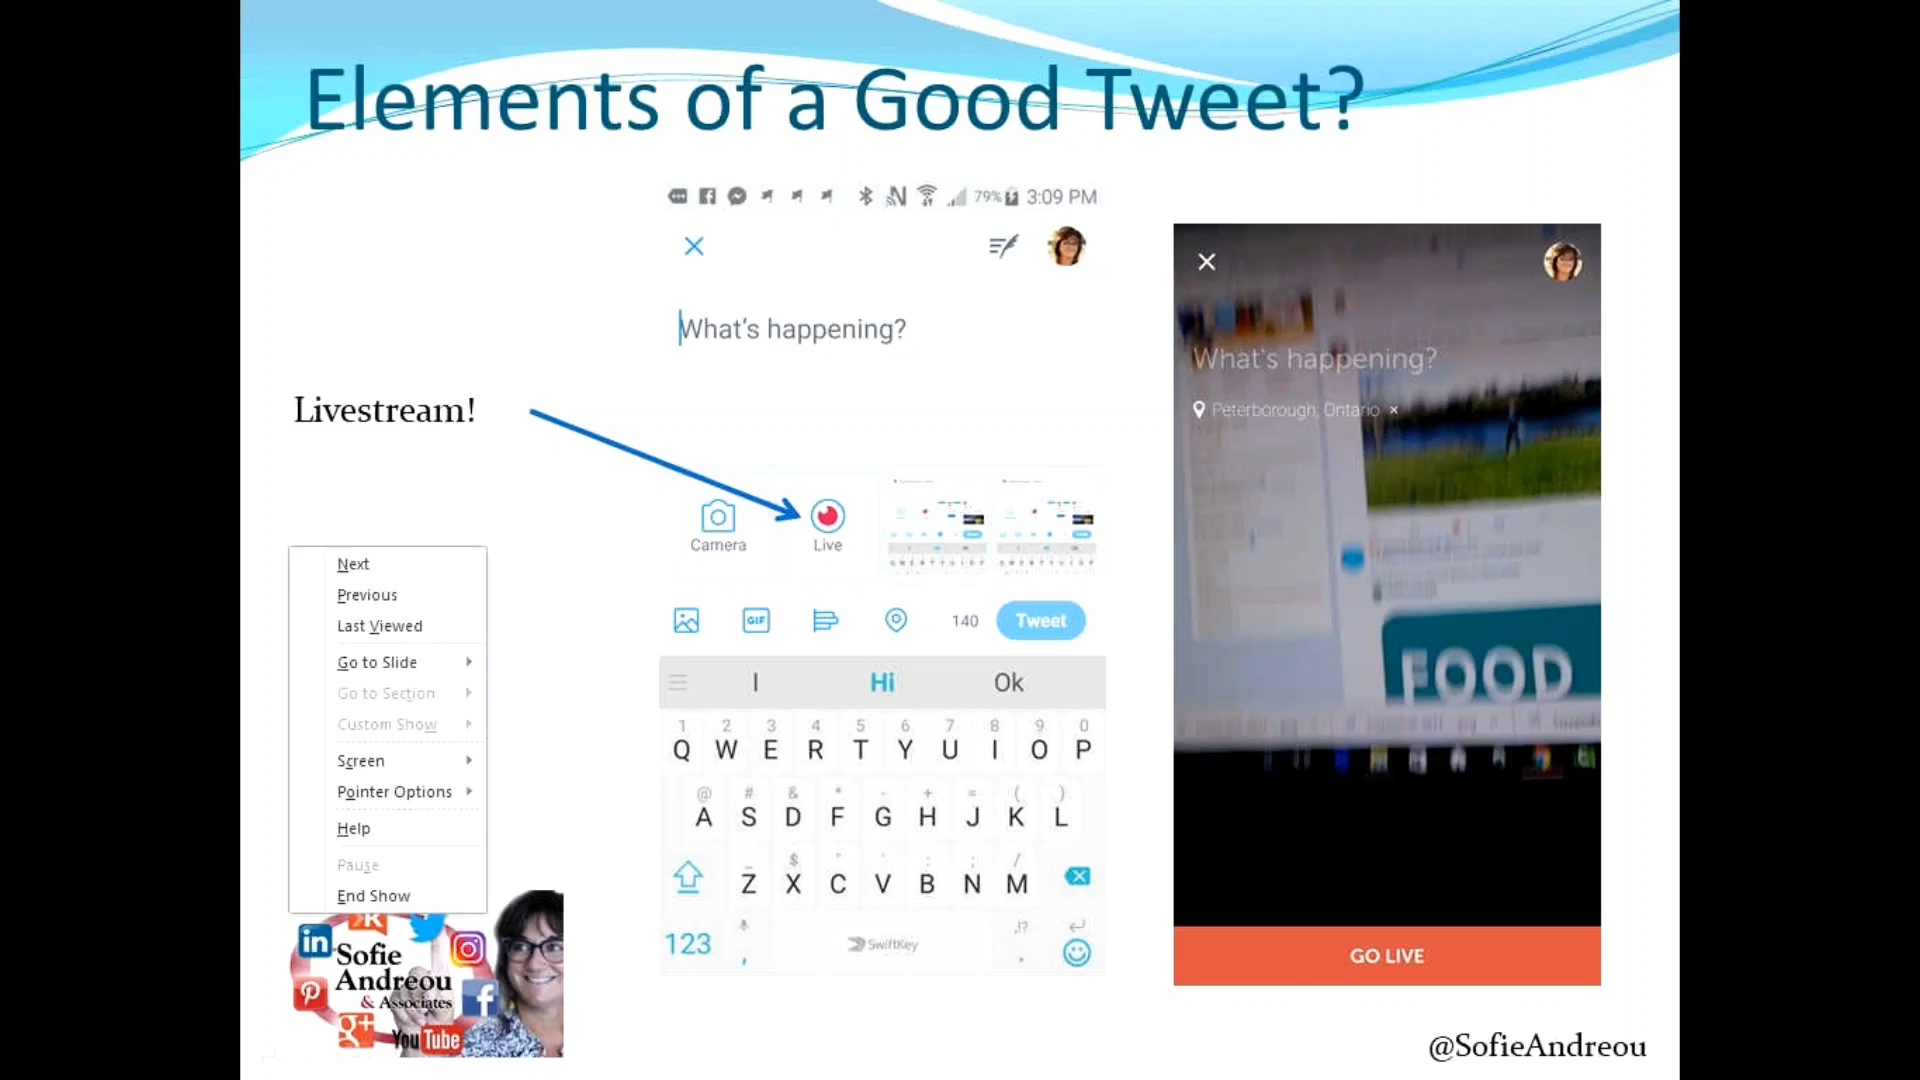 Elements of a Good Tweet?
79% 3:09 PM
What's happening?
Livestream!
Camera
Live
GIF
140
Tweet
I Hi Ok
1 2 3 4 5 6 7 8 9 0
Q W E R T Y U I O P
@ # & * - + = ( )
A S D F G H J K L
_ $ " ' : ; /
Z X C V B N M
123 , SwiftKey . ,!?
What's happening?
Peterborough, Ontario ×
FOOD
GO LIVE
Next
Previous
Last Viewed
Go to Slide
Go to Section
Custom Show
Screen
Pointer Options
Help
Pause
End Show
in
Sofie
Andreou
& Associates
f
g+
YouTube
@SofieAndreou